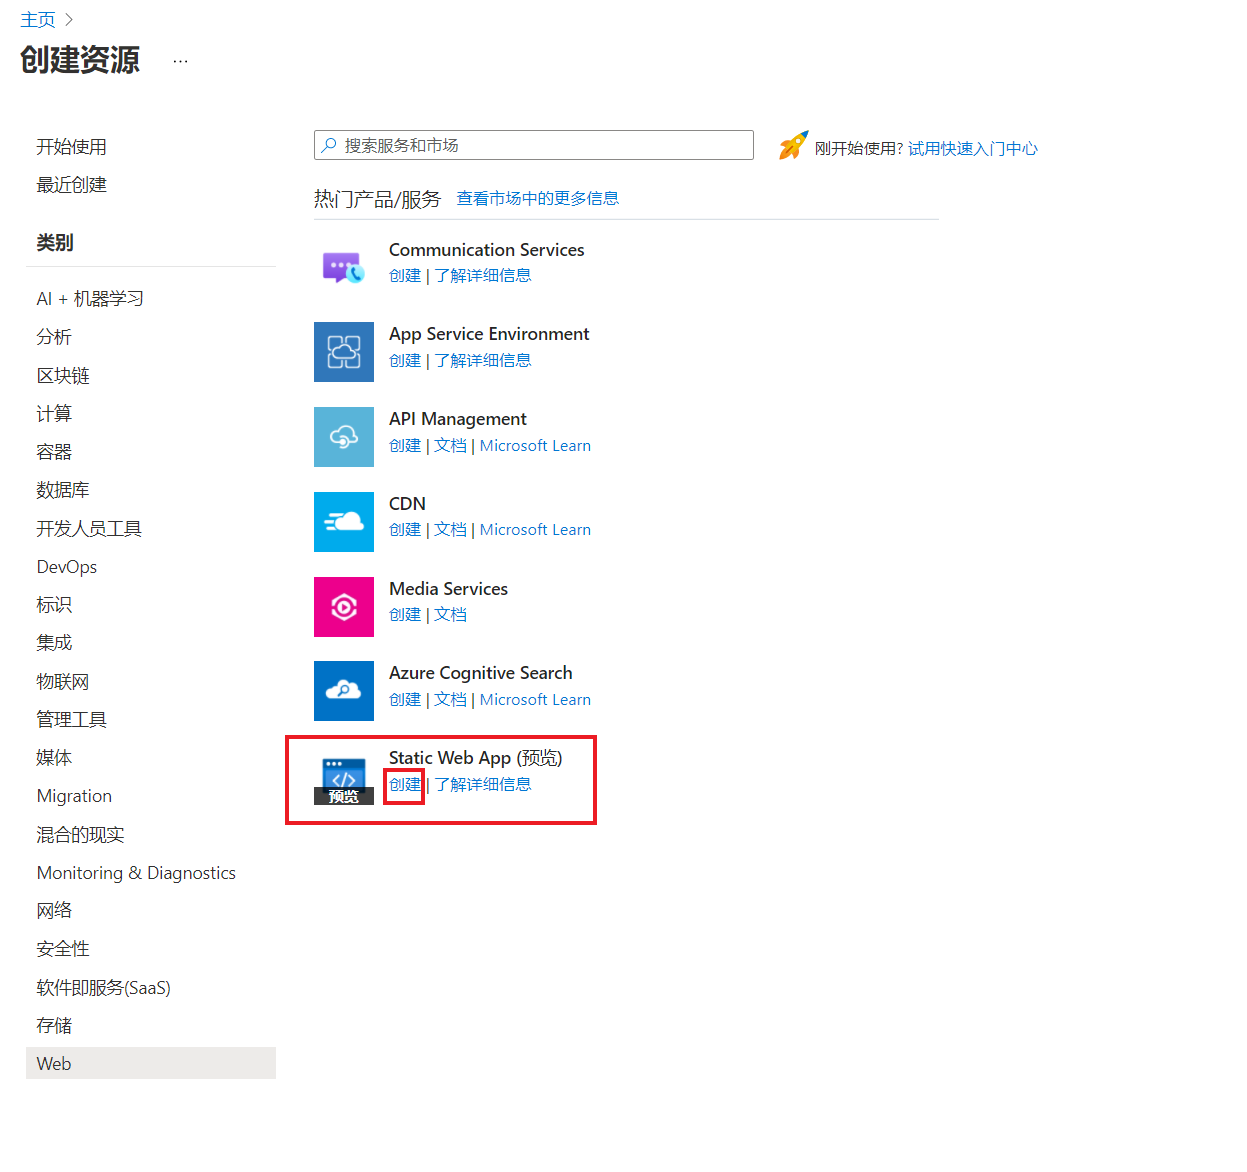 主页 >
创建资源 ...
开始使用
最近创建
类别
AI + 机器学习
分析
区块链
计算
容器
数据库
开发人员工具
DevOps
标识
集成
物联网
管理工具
媒体
Migration
混合的现实
Monitoring & Diagnostics
网络
安全性
软件即服务(SaaS)
存储
Web
搜索服务和市场
刚开始使用? 试用快速入门中心
热门产品/服务 查看市场中的更多信息
Communication Services
创建 | 了解详细信息
App Service Environment
创建 | 了解详细信息
API Management
创建 | 文档 | Microsoft Learn
CDN
创建 | 文档 | Microsoft Learn
Media Services
创建 | 文档
Azure Cognitive Search
创建 | 文档 | Microsoft Learn
Static Web App (预览)
创建 | 了解详细信息
预览